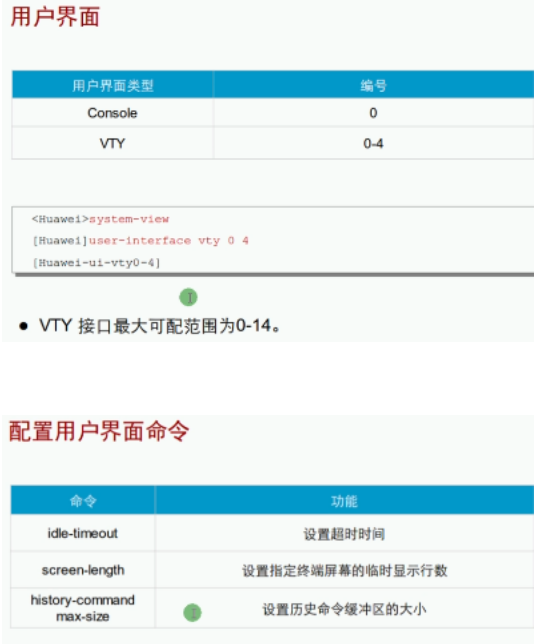 用户界面
用户界面类型 编号
Console 0
VTY 0-4
<Huawei>system-view
[Huawei]user-interface vty 0 4
[Huawei-ui-vty0-4]
● VTY 接口最大可配范围为0-14。
配置用户界面命令
命令 功能
idle-timeout 设置超时时间
screen-length 设置指定终端屏幕的临时显示行数
history-command
max-size 设置历史命令缓冲区的大小